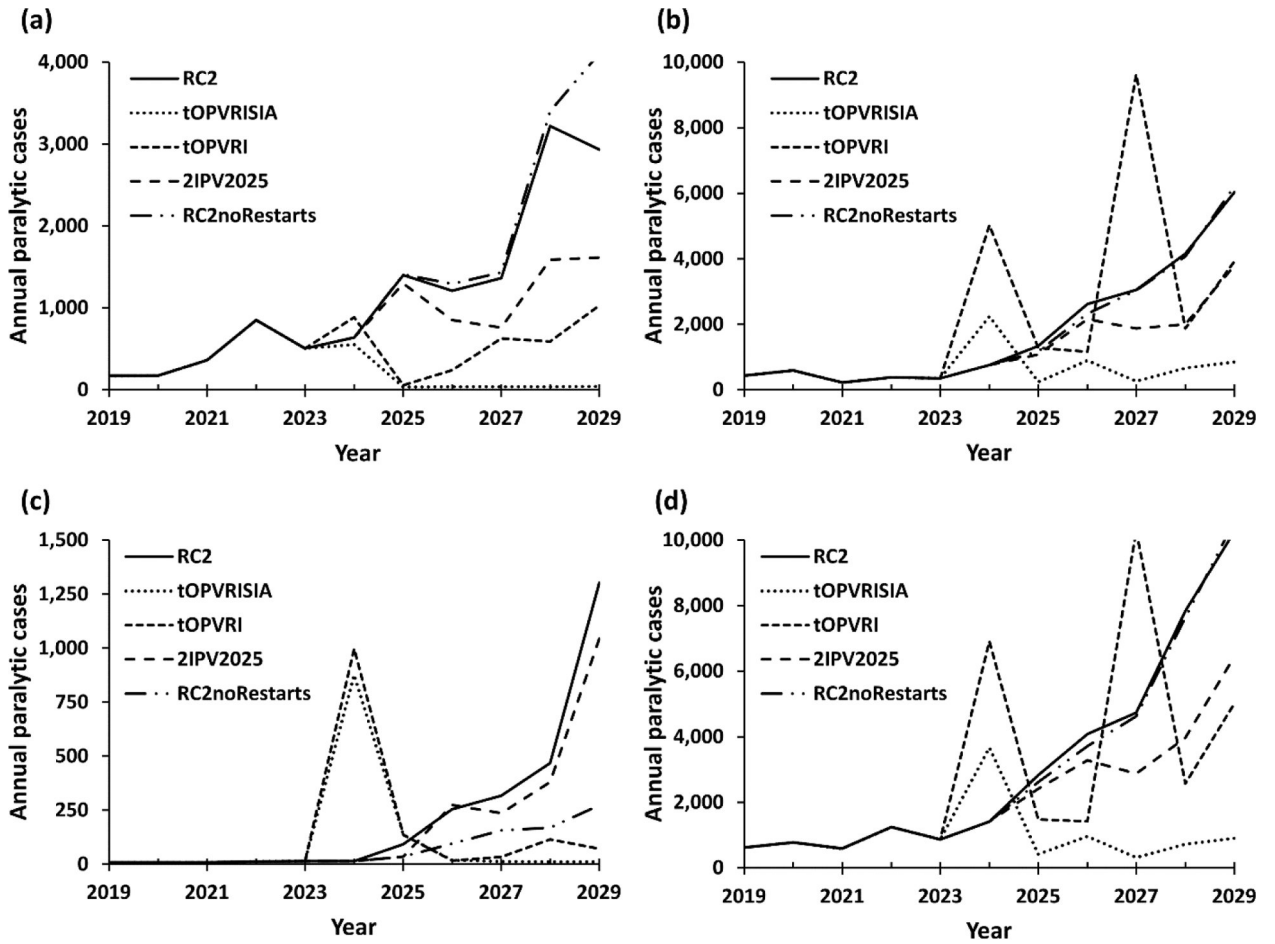 (a)
4,000
3,000
2,000
1,000
0
Annual paralytic cases
RC2
tOPVRISIA
tOPVRI
2IPV2025
RC2noRestarts
2019 2021 2023 2025 2027 2029
Year
(b)
10,000
8,000
6,000
4,000
2,000
0
Annual paralytic cases
RC2
tOPVRISIA
tOPVRI
2IPV2025
RC2noRestarts
2019 2021 2023 2025 2027 2029
Year
(c)
1,500
1,250
1,000
750
500
250
0
Annual paralytic cases
RC2
tOPVRISIA
tOPVRI
2IPV2025
RC2noRestarts
2019 2021 2023 2025 2027 2029
Year
(d)
10,000
8,000
6,000
4,000
2,000
0
Annual paralytic cases
RC2
tOPVRISIA
tOPVRI
2IPV2025
RC2noRestarts
2019 2021 2023 2025 2027 2029
Year